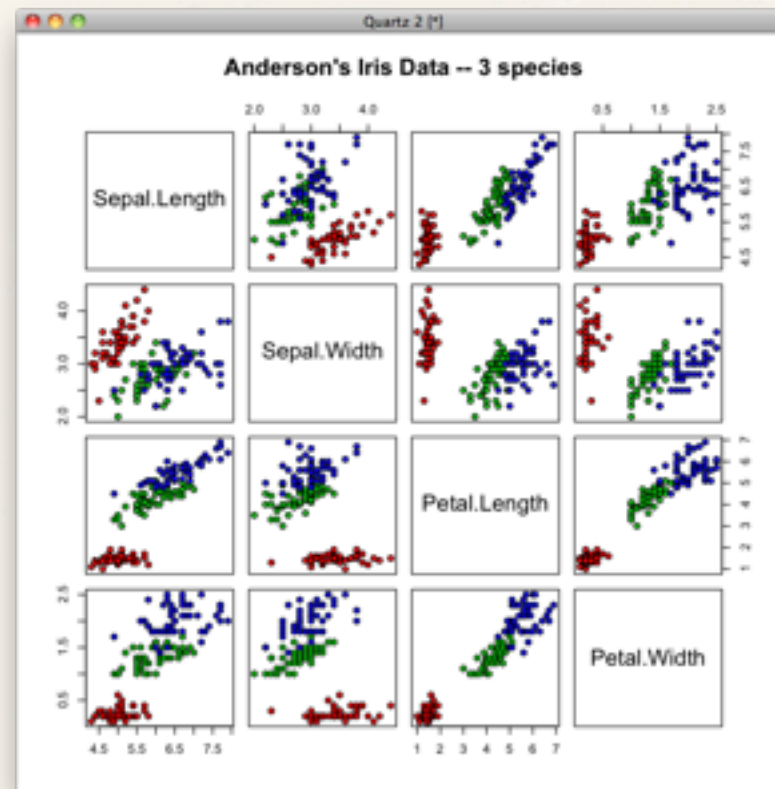 Quartz 2 [*]
Anderson's Iris Data -- 3 species
2.0 3.0 4.0
0.5 1.5 2.5
Sepal.Length
4.5 5.5 6.5 7.5
2.0 3.0 4.0
Sepal.Width
Petal.Length
1 2 3 4 5 6 7
0.5 1.5 2.5
Petal.Width
4.5 5.5 6.5 7.5
1 2 3 4 5 6 7